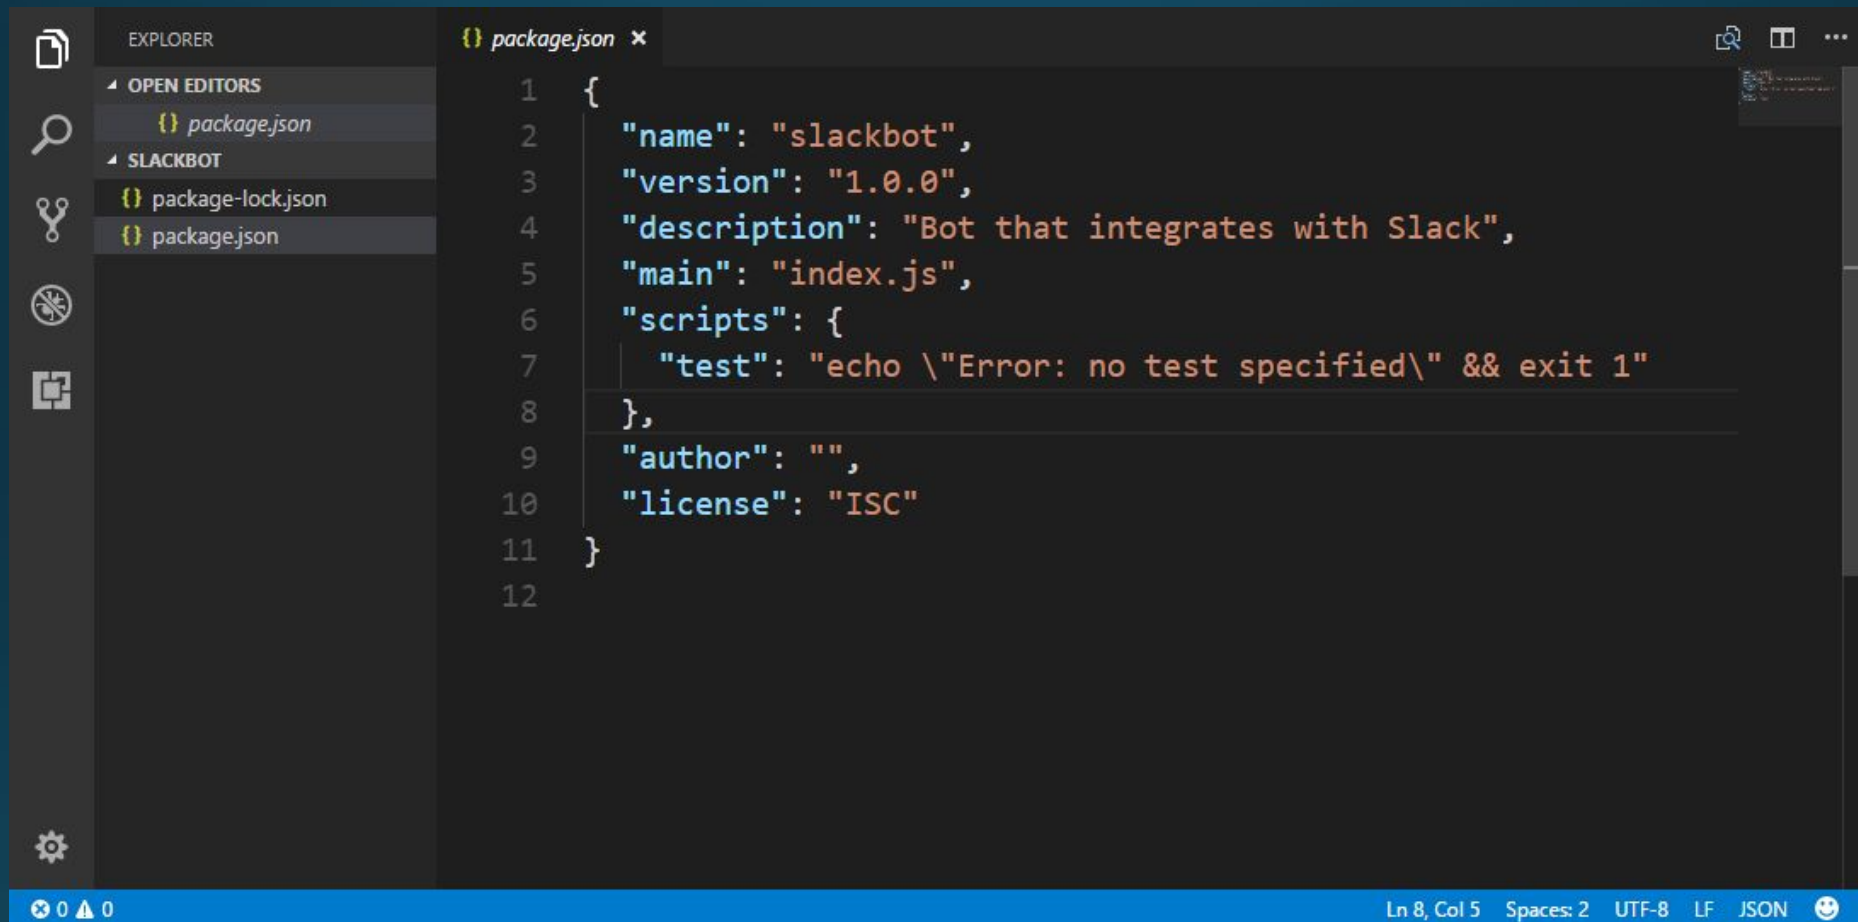 EXPLORER
OPEN EDITORS
{} package.json
SLACKBOT
{} package-lock.json
{} package.json
{} package.json ×
1 {
2 "name": "slackbot",
3 "version": "1.0.0",
4 "description": "Bot that integrates with Slack",
5 "main": "index.js",
6 "scripts": {
7 "test": "echo \"Error: no test specified\" && exit 1"
8 },
9 "author": "",
10 "license": "ISC"
11 }
12
0 0
Ln 8, Col 5 Spaces: 2 UTF-8 LF JSON